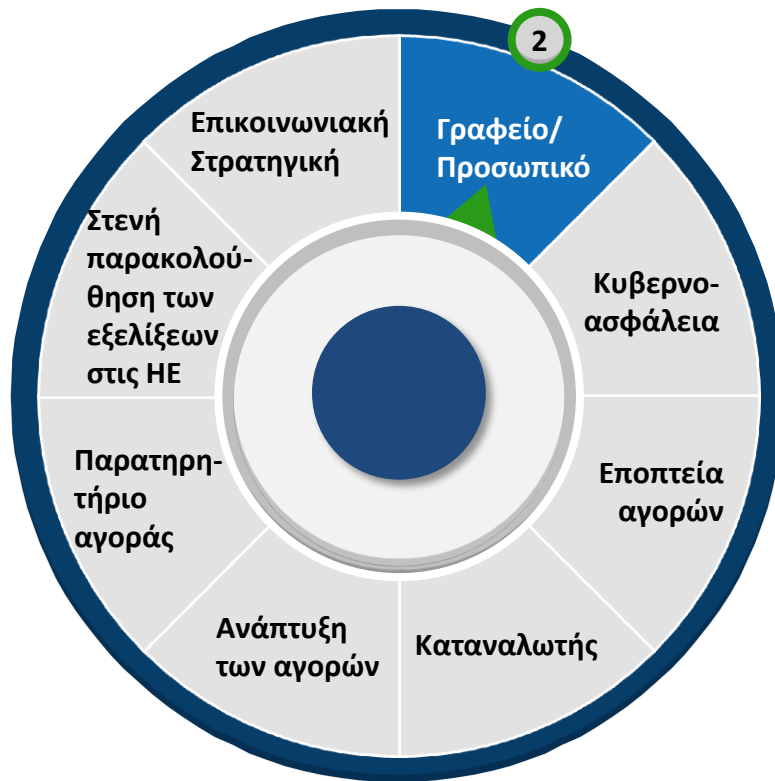 2
Γραφείο/
Προσωπικό
Κυβερνο-
ασφάλεια
Εποπτεία
αγορών
Καταναλωτής
Ανάπτυξη
των αγορών
Παρατηρη-
τήριο
αγοράς
Στενή
παρακολού-
θηση των
εξελίξεων
στις ΗΕ
Επικοινωνιακή
Στρατηγική